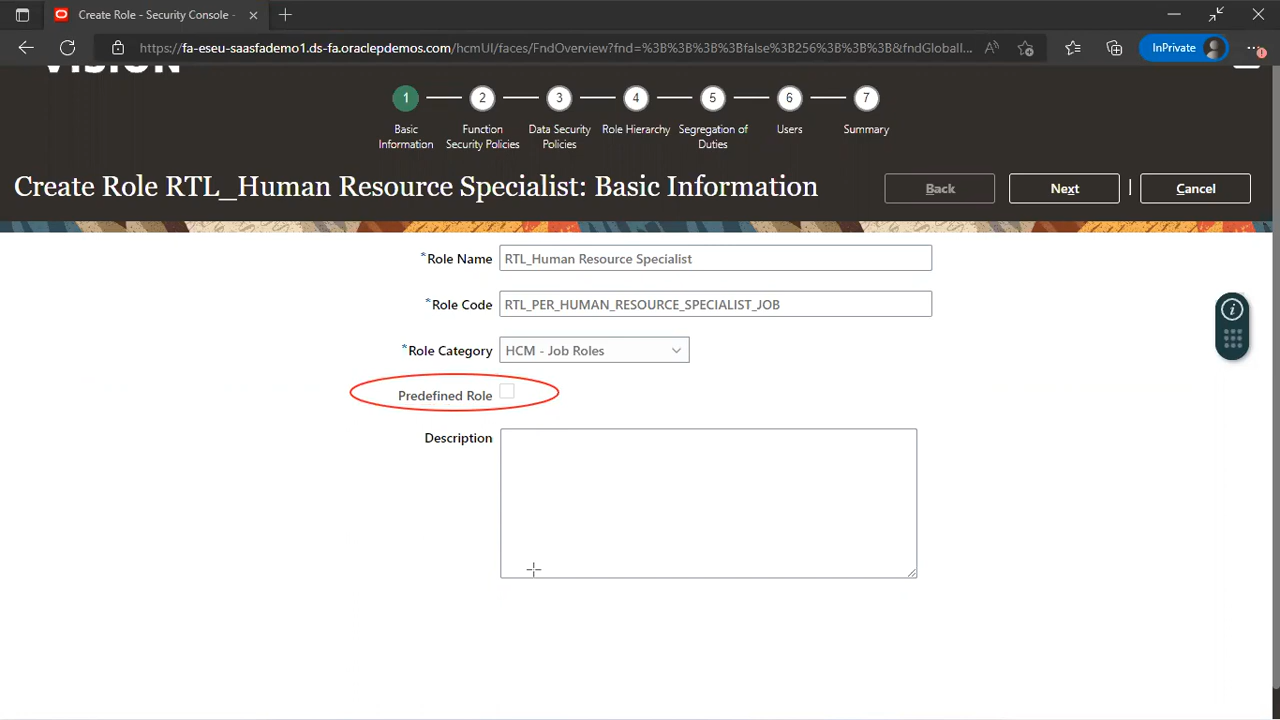 Create Role - Security Console -
https://fa-eseu-saasfademo1.ds-fa.oraclepdemos.com/hcmUI/faces/FndOverview?fnd=%3B%3B%3B%3Bfalse%3B256%3B%3B%3B&fndGlobalI...
InPrivate
VISION
1 2 3 4 5 6 7
Basic Information
Function Security Policies
Data Security Policies
Role Hierarchy
Segregation of Duties
Users
Summary
Create Role RTL_Human Resource Specialist: Basic Information
Back Next Cancel
*Role Name RTL_Human Resource Specialist
*Role Code RTL_PER_HUMAN_RESOURCE_SPECIALIST_JOB
*Role Category HCM - Job Roles
Predefined Role
Description